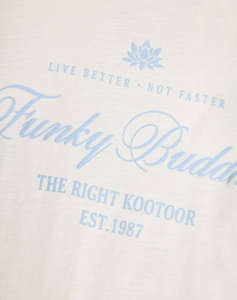 LIVE BETTER · NOT FASTER
Funky Budd
THE RIGHT KOOTOOR
EST.1987